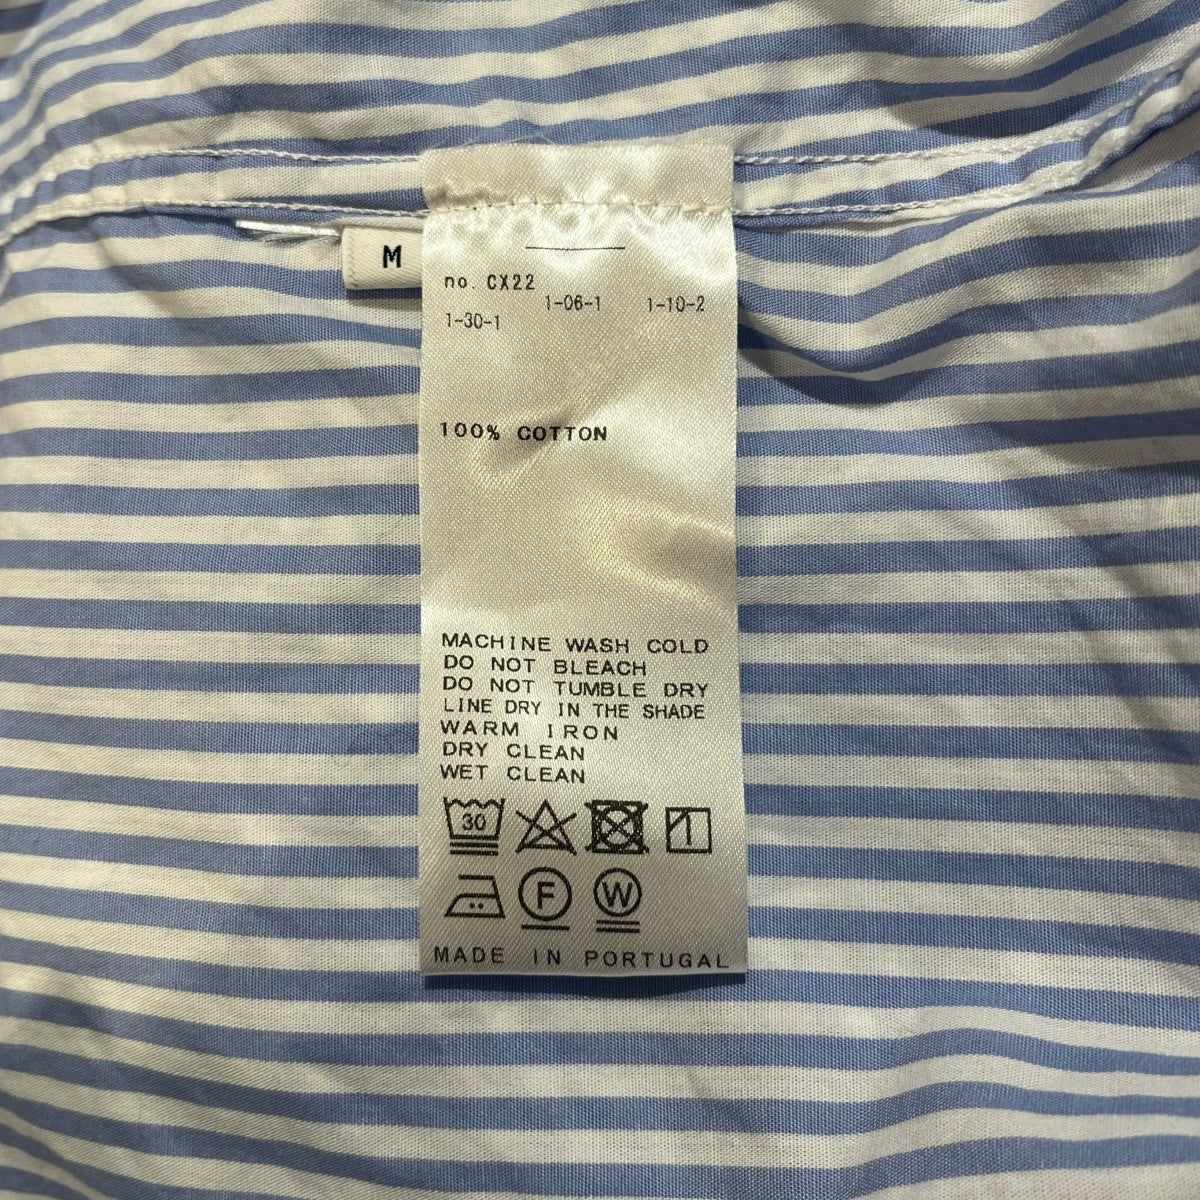 M
no. CX22
1-06-1 1-10-2
1-30-1
100% COTTON
MACHINE WASH COLD
DO NOT BLEACH
DO NOT TUMBLE DRY
LINE DRY IN THE SHADE
WARM IRON
DRY CLEAN
WET CLEAN
30
F W
MADE IN PORTUGAL